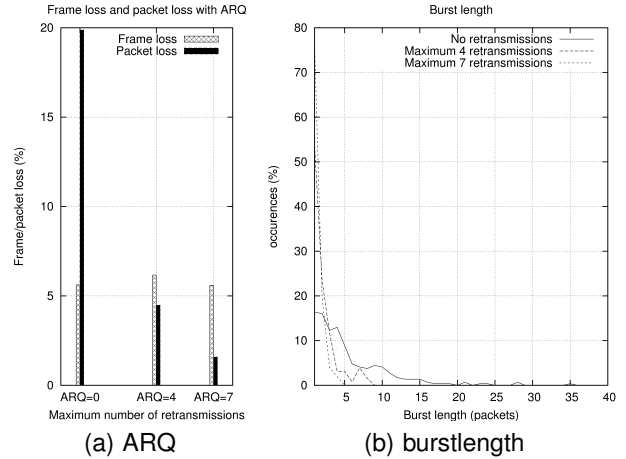 Frame loss and packet loss with ARQ
Frame loss
Packet loss
Frame/packet loss (%)
20
15
10
5
0
ARQ=0 ARQ=4 ARQ=7
Maximum number of retransmissions
(a) ARQ
Burst length
No retransmissions
Maximum 4 retransmissions
Maximum 7 retransmissions
occurences (%)
80
70
60
50
40
30
20
10
0
5 10 15 20 25 30 35 40
Burst length (packets)
(b) burstlength